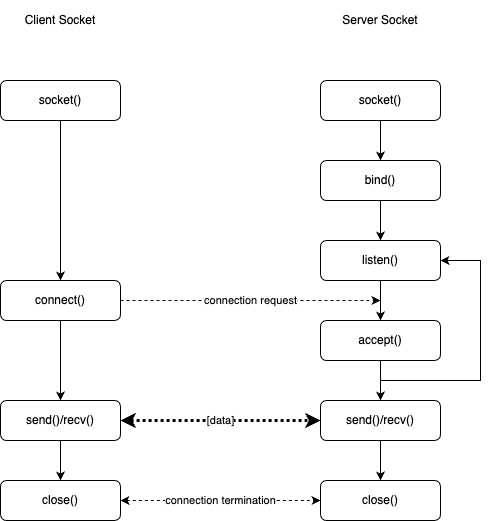 Client Socket
Server Socket
socket()
socket()
bind()
listen()
connect()
connection request
accept()
send()/recv()
[data]
send()/recv()
close()
connection termination
close()